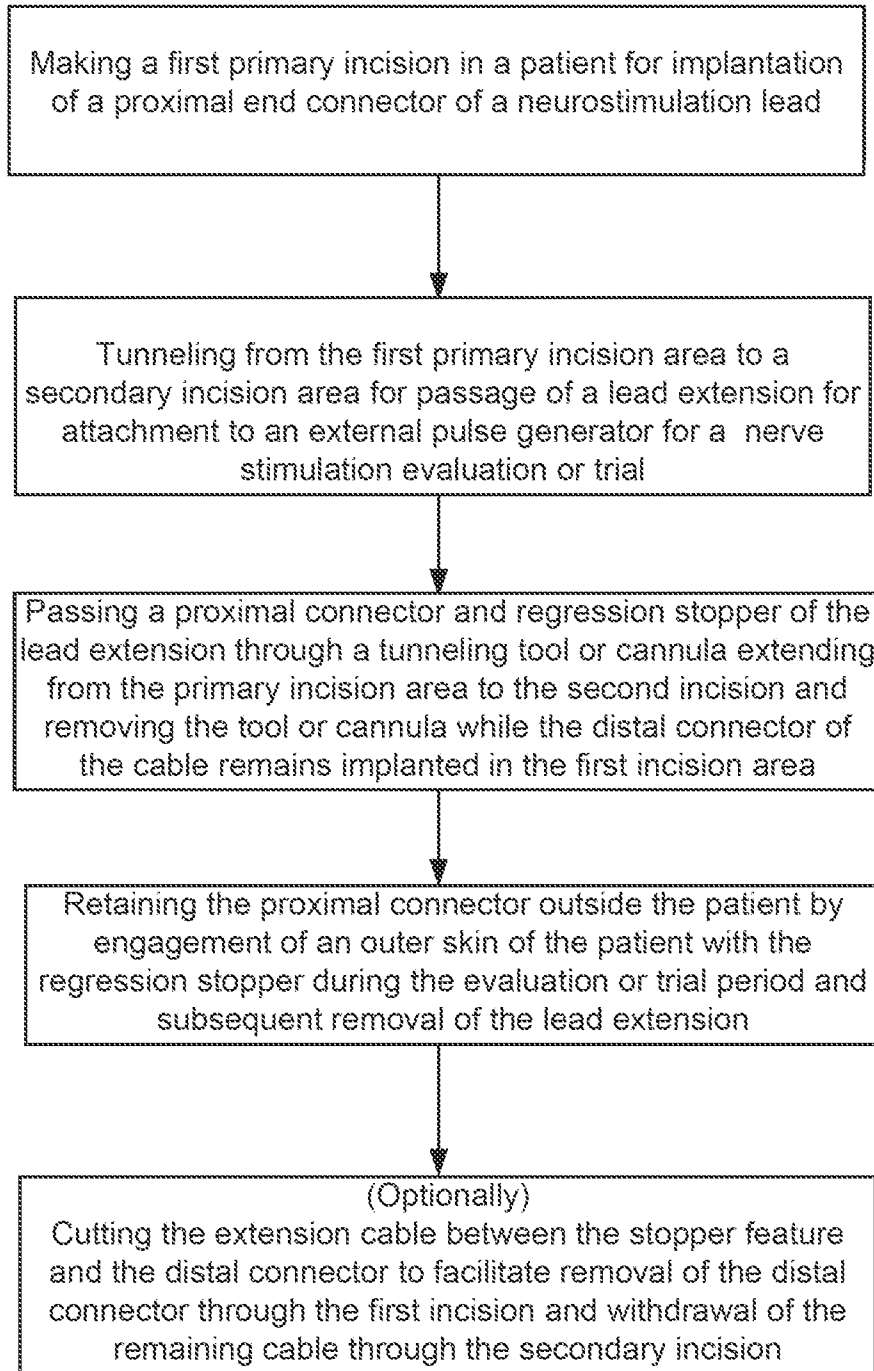 Making a first primary incision in a patient for implantation
of a proximal end connector of a neurostimulation lead
Tunneling from the first primary incision area to a
secondary incision area for passage of a lead extension for
attachment to an external pulse generator for a nerve
stimulation evaluation or trial
Passing a proximal connector and regression stopper of the
lead extension through a tunneling tool or cannula extending
from the primary incision area to the second incision and
removing the tool or cannula while the distal connector of
the cable remains implanted in the first incision area
Retaining the proximal connector outside the patient by
engagement of an outer skin of the patient with the
regression stopper during the evaluation or trial period and
subsequent removal of the lead extension
(Optionally)
Cutting the extension cable between the stopper feature
and the distal connector to facilitate removal of the distal
connector through the first incision and withdrawal of the
remaining cable through the secondary incision